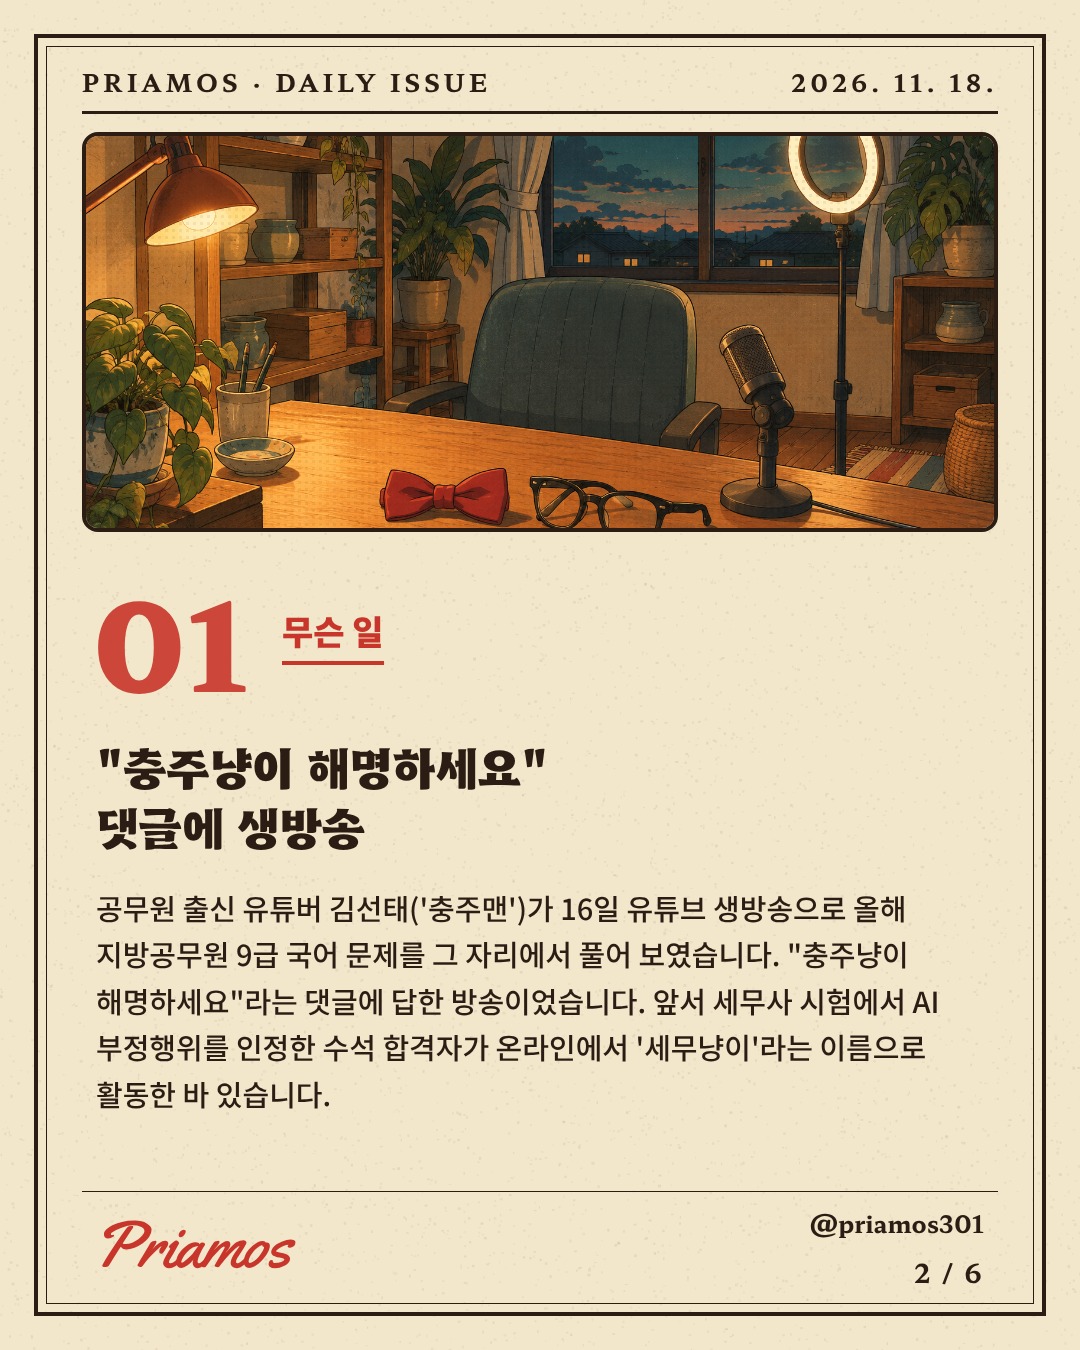 PRIAMOS · DAILY ISSUE
2026. 11. 18.
01
무슨 일
"충주냥이 해명하세요"
댓글에 생방송
공무원 출신 유튜버 김선태('충주맨')가 16일 유튜브 생방송으로 올해
지방공무원 9급 국어 문제를 그 자리에서 풀어 보였습니다. "충주냥이
해명하세요"라는 댓글에 답한 방송이었습니다. 앞서 세무사 시험에서 AI
부정행위를 인정한 수석 합격자가 온라인에서 '세무냥이'라는 이름으로
활동한 바 있습니다.
Priamos
@priamos301
2 / 6